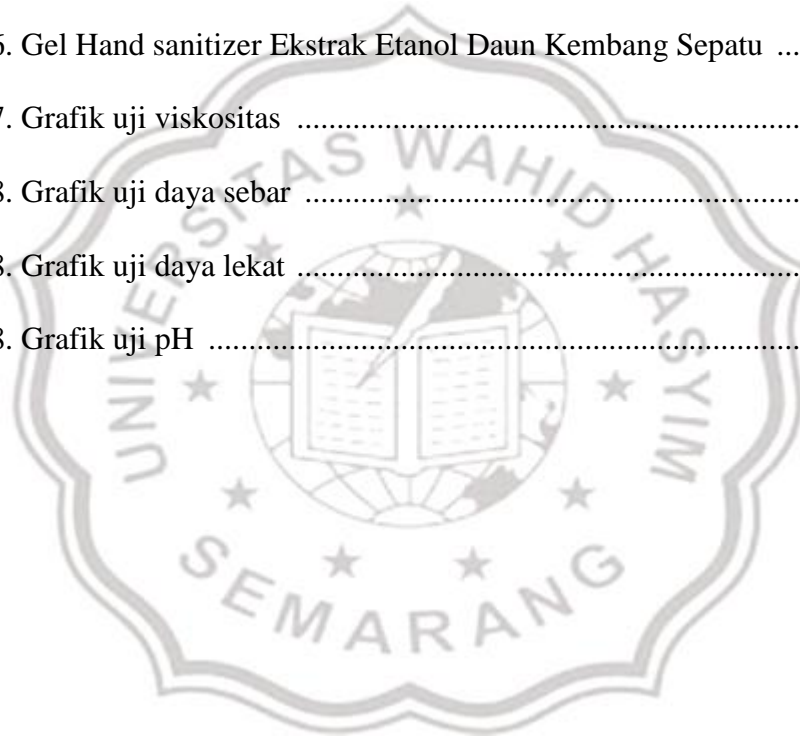 6. Gel Hand sanitizer Ekstrak Etanol Daun Kembang Sepatu ...
7. Grafik uji viskositas ................................................................
8. Grafik uji daya sebar ...............................................................
8. Grafik uji daya lekat ................................................................
8. Grafik uji pH ...........................................................................
UNIVERSITAS WAHID HASYIM
SEMARANG